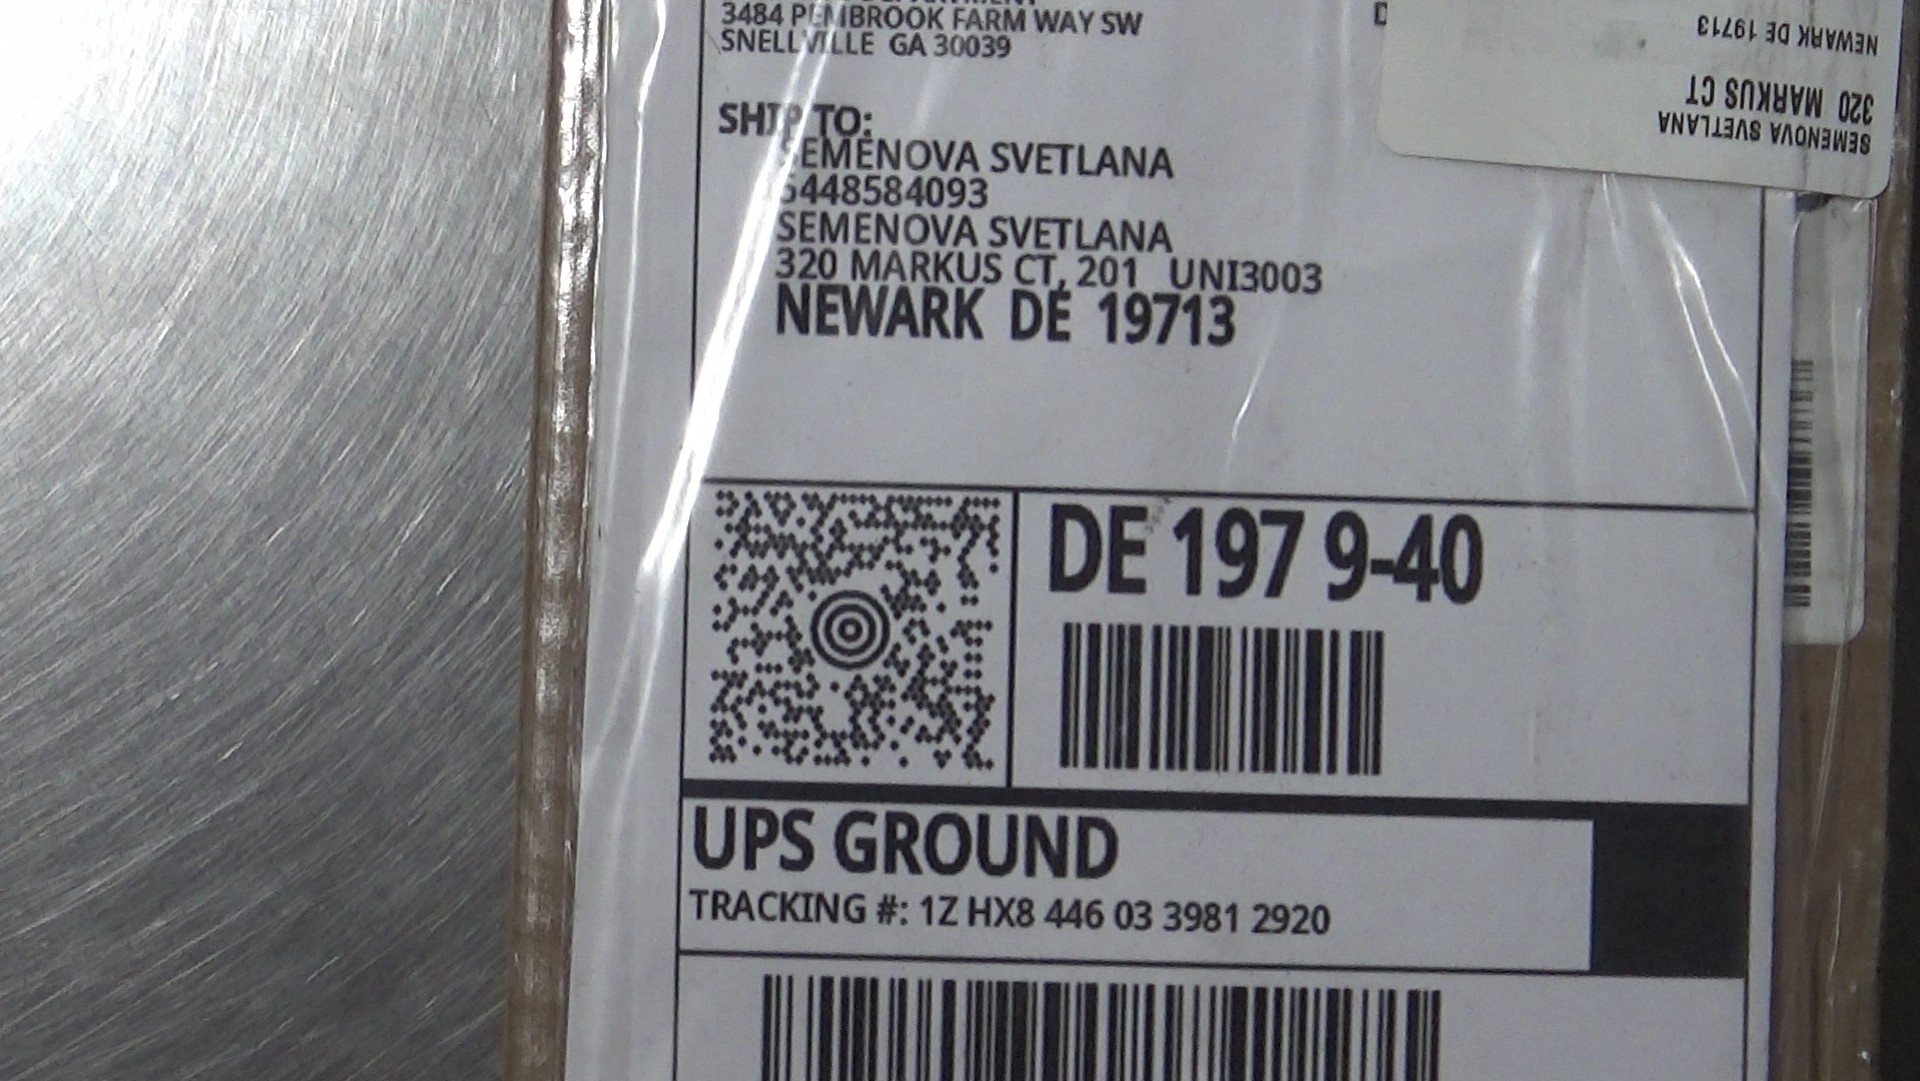 3484 PEMBROOK FARM WAY SW
SNELLVILLE GA 30039
SHIP TO:
SEMENOVA SVETLANA
5448584093
SEMENOVA SVETLANA
320 MARKUS CT, 201 UNI3003
NEWARK DE 19713
DE 197 9-40
UPS GROUND
TRACKING #: 1Z HX8 446 03 3981 2920
SEMENOVA SVETLANA
320 MARKUS CT
NEWARK DE 19713